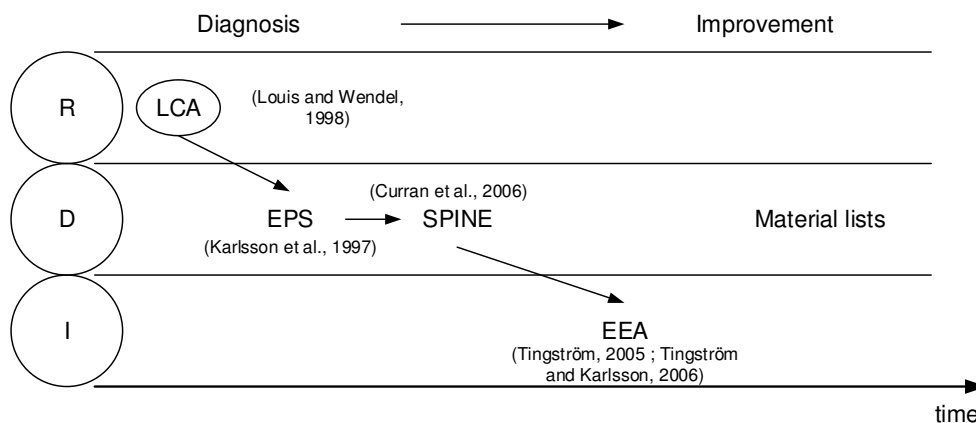 Diagnosis Improvement
R LCA (Louis and Wendel,
1998)
(Curran et al., 2006)
D EPS SPINE Material lists
(Karlsson et al., 1997)
I EEA
(Tingström, 2005 ; Tingström
and Karlsson, 2006)
time